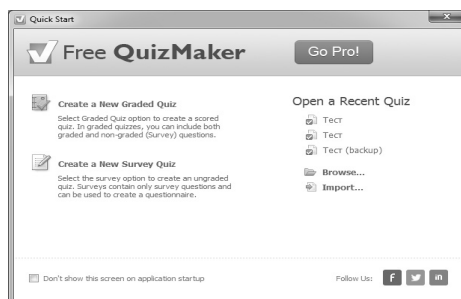 Quick Start
Free QuizMaker
Go Pro!
Create a New Graded Quiz
Select Graded Quiz option to create a scored
quiz. In graded quizzes, you can include both
graded and non-graded (Survey) questions.
Create a New Survey Quiz
Select the survey option to create an ungraded
quiz. Surveys contain only survey questions and
can be used to create a questionnaire.
Open a Recent Quiz
Тест
Тест
Тест (backup)
Browse...
Import...
Don't show this screen on application startup
Follow Us:
f
in